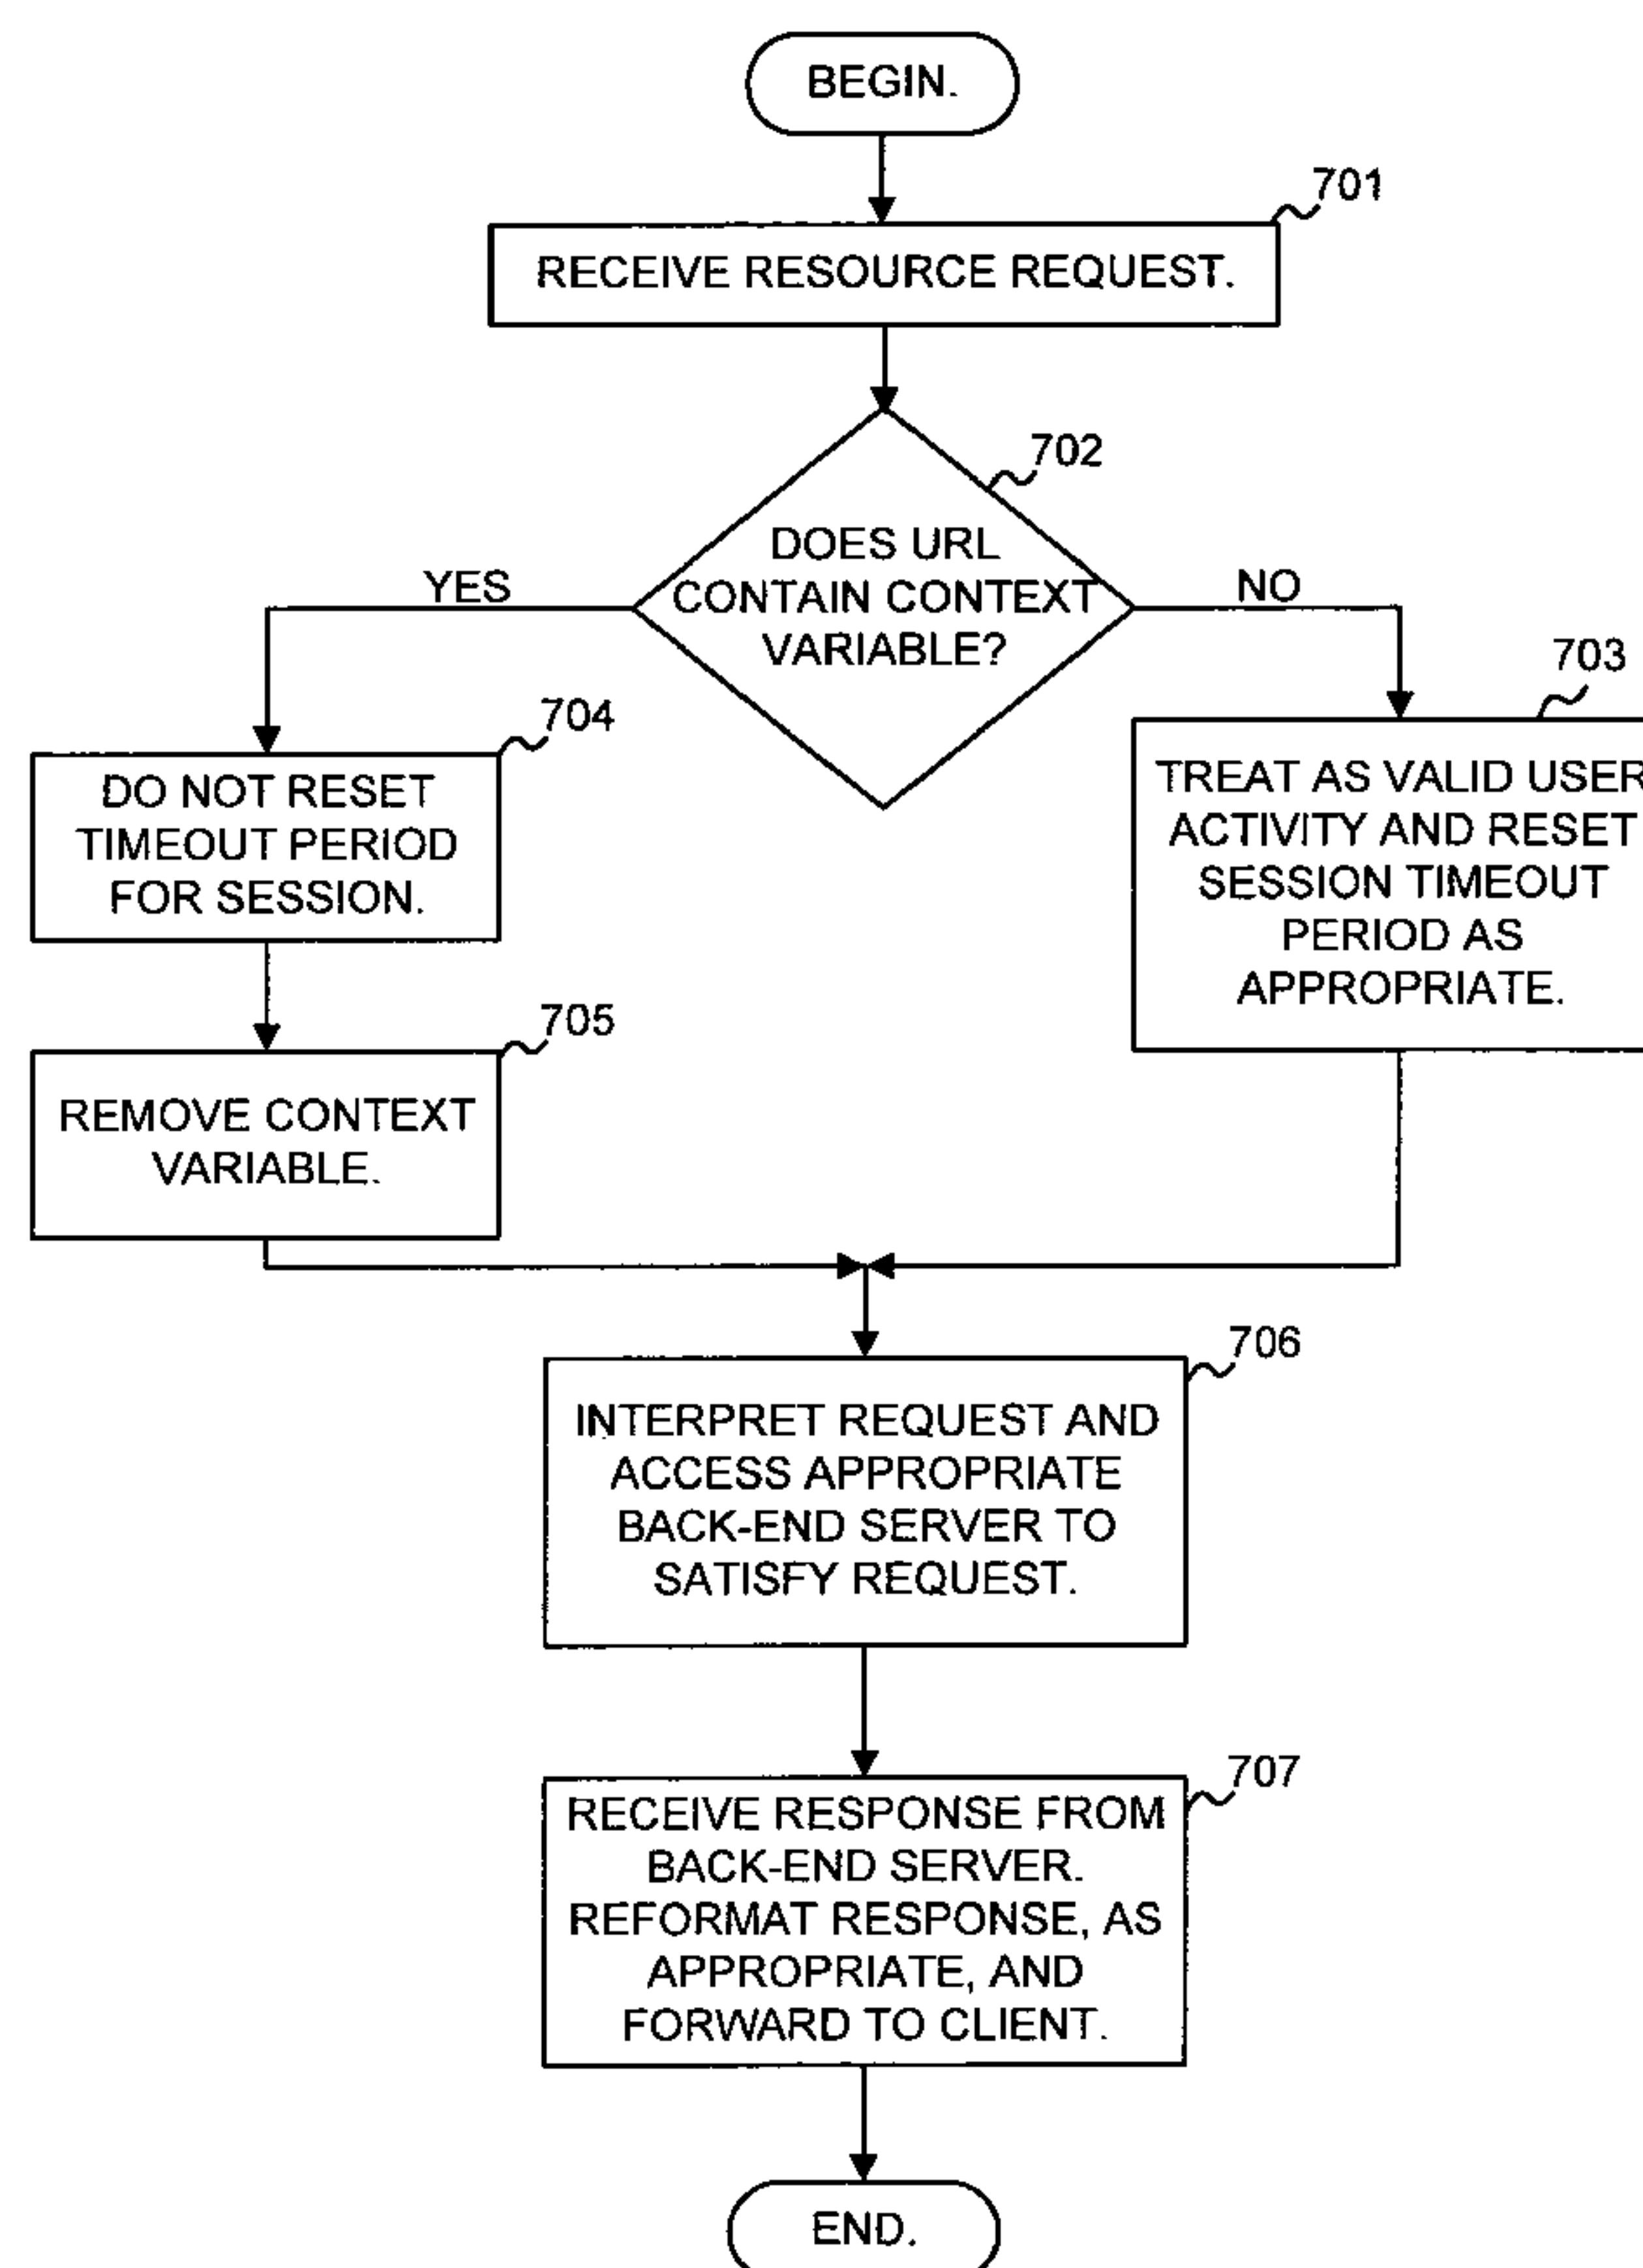 BEGIN.
701
RECEIVE RESOURCE REQUEST.
702
DOES URL
CONTAIN CONTEXT
VARIABLE?
YES
NO
703
TREAT AS VALID USER
ACTIVITY AND RESET
SESSION TIMEOUT
PERIOD AS
APPROPRIATE.
704
DO NOT RESET
TIMEOUT PERIOD
FOR SESSION.
705
REMOVE CONTEXT
VARIABLE.
706
INTERPRET REQUEST AND
ACCESS APPROPRIATE
BACK-END SERVER TO
SATISFY REQUEST.
707
RECEIVE RESPONSE FROM
BACK-END SERVER.
REFORMAT RESPONSE, AS
APPROPRIATE, AND
FORWARD TO CLIENT.
END.